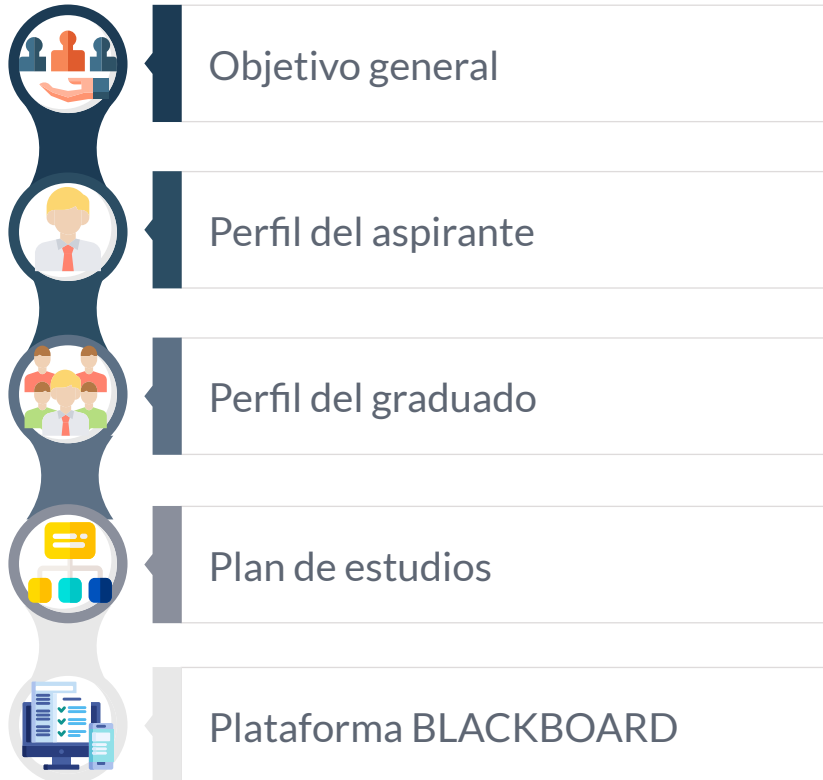 Objetivo general
Perfil del aspirante
Perfil del graduado
Plan de estudios
Plataforma BLACKBOARD